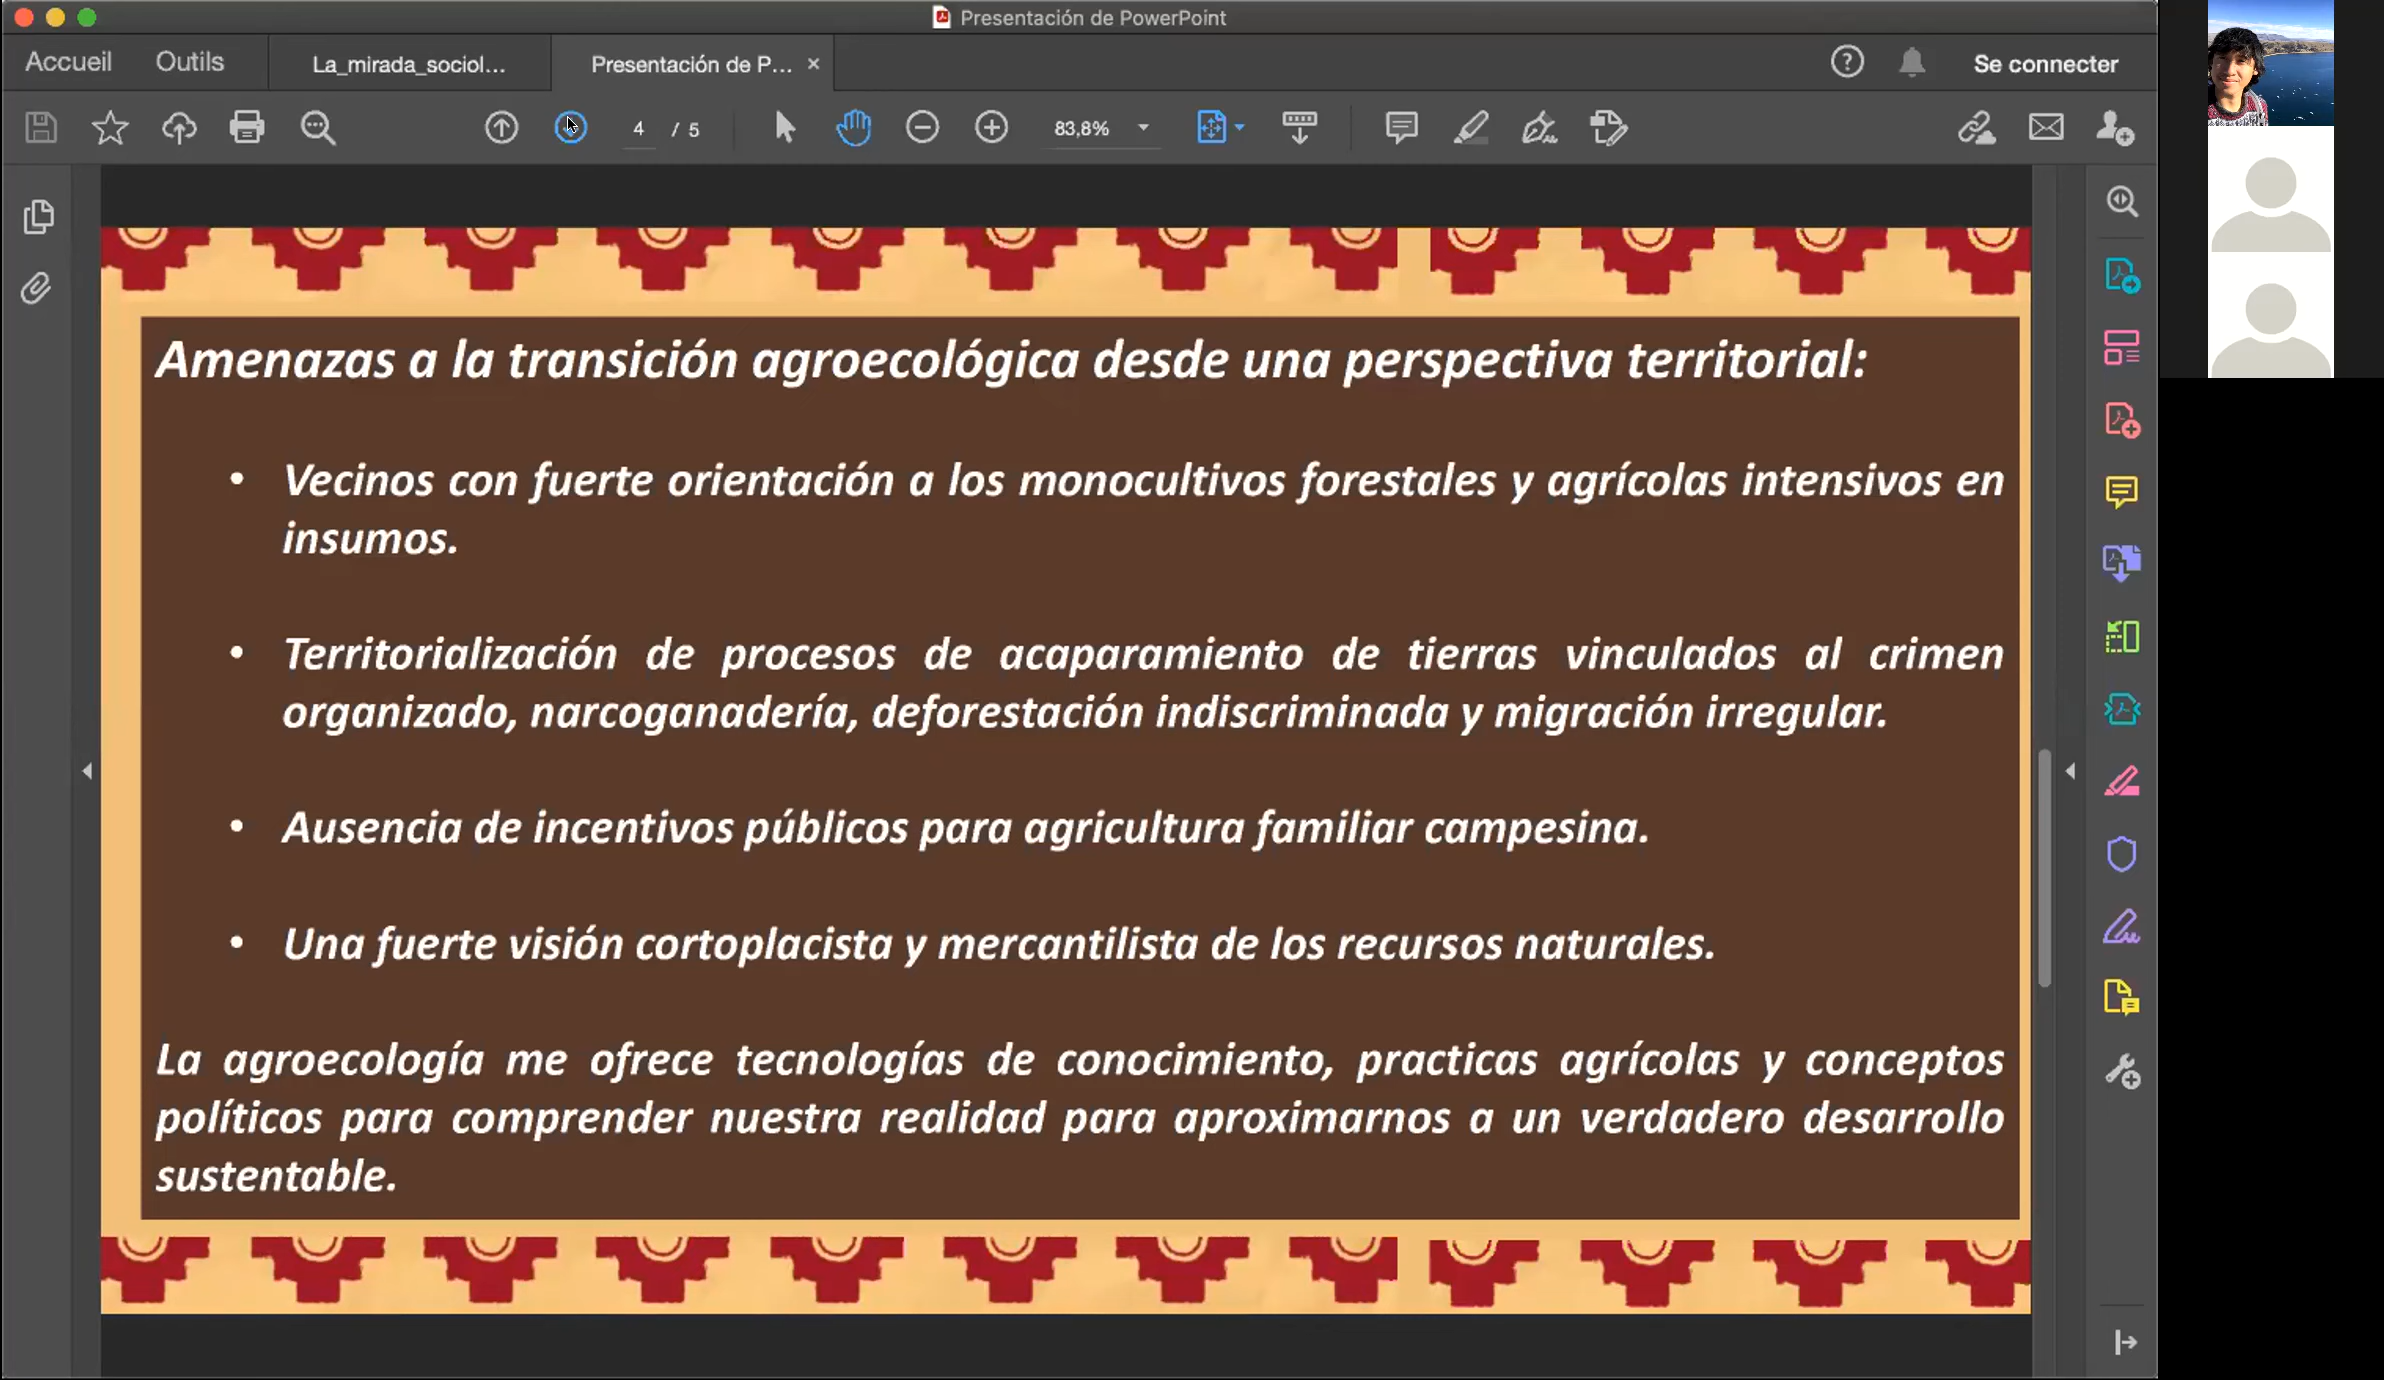 Presentación de PowerPoint
Accueil Outils La_mirada_sociol... Presentación de P... × Se connecter
4 / 5 83,8%
Amenazas a la transición agroecológica desde una perspectiva territorial:
• Vecinos con fuerte orientación a los monocultivos forestales y agrícolas intensivos en
insumos.
• Territorialización de procesos de acaparamiento de tierras vinculados al crimen
organizado, narcoganadería, deforestación indiscriminada y migración irregular.
• Ausencia de incentivos públicos para agricultura familiar campesina.
• Una fuerte visión cortoplacista y mercantilista de los recursos naturales.
La agroecología me ofrece tecnologías de conocimiento, practicas agrícolas y conceptos
políticos para comprender nuestra realidad para aproximarnos a un verdadero desarrollo
sustentable.